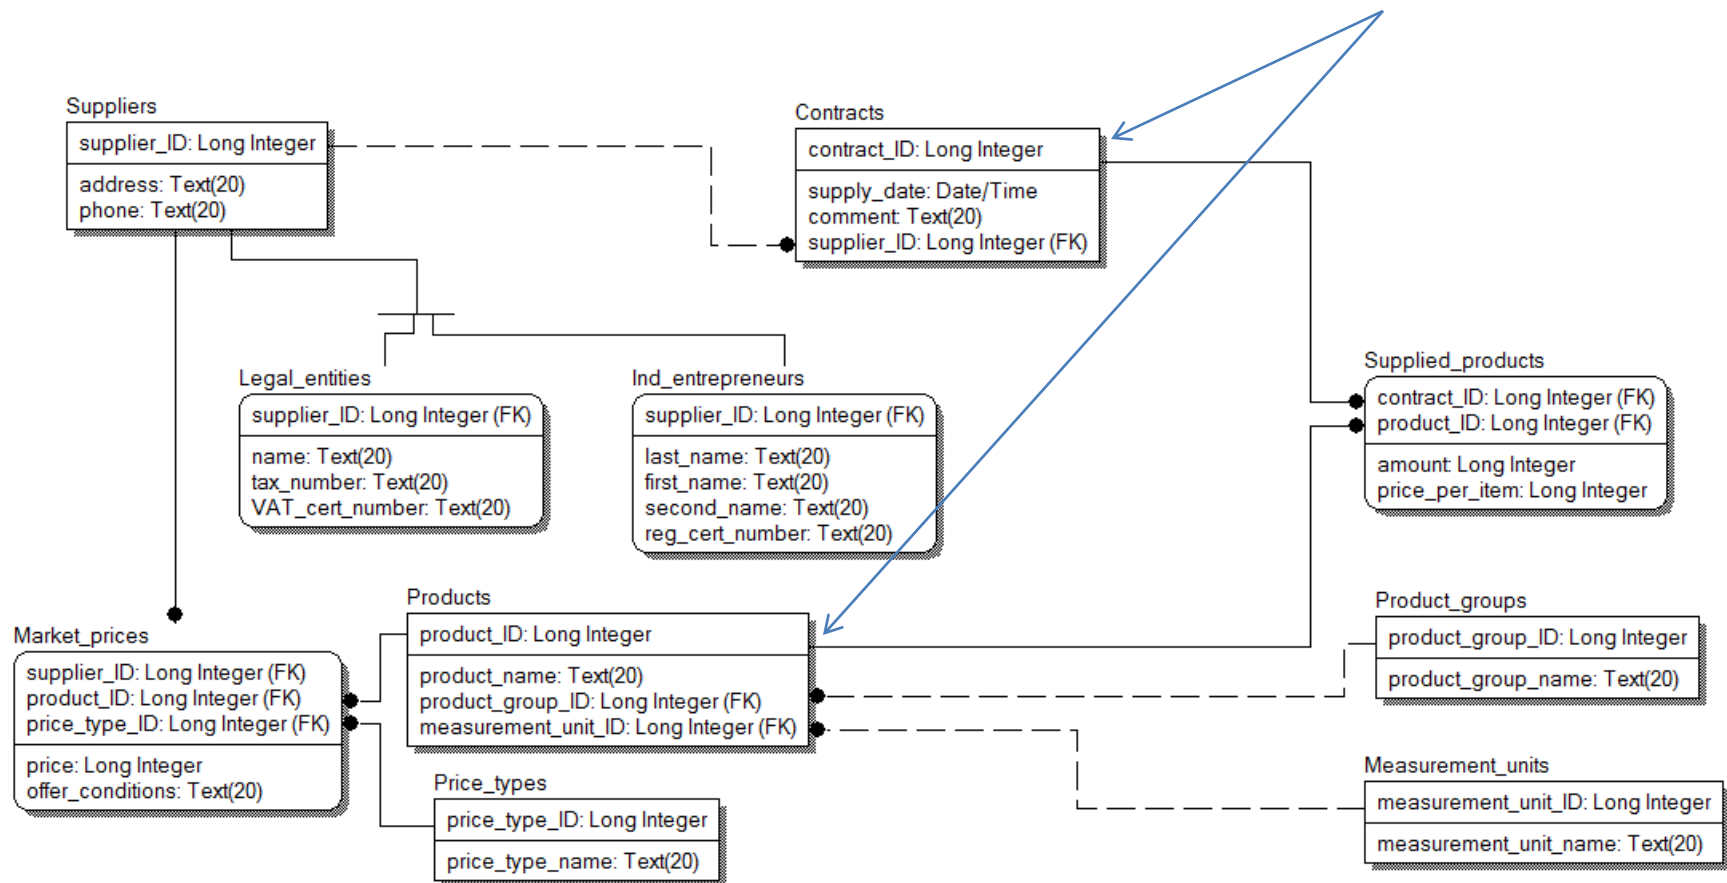 Suppliers
supplier_ID: Long Integer
address: Text(20)
phone: Text(20)
Contracts
contract_ID: Long Integer
supply_date: Date/Time
comment: Text(20)
supplier_ID: Long Integer (FK)
Legal_entities
supplier_ID: Long Integer (FK)
name: Text(20)
tax_number: Text(20)
VAT_cert_number: Text(20)
Ind_entrepreneurs
supplier_ID: Long Integer (FK)
last_name: Text(20)
first_name: Text(20)
second_name: Text(20)
reg_cert_number: Text(20)
Supplied_products
contract_ID: Long Integer (FK)
product_ID: Long Integer (FK)
amount: Long Integer
price_per_item: Long Integer
Market_prices
supplier_ID: Long Integer (FK)
product_ID: Long Integer (FK)
price_type_ID: Long Integer (FK)
price: Long Integer
offer_conditions: Text(20)
Products
product_ID: Long Integer
product_name: Text(20)
product_group_ID: Long Integer (FK)
measurement_unit_ID: Long Integer (FK)
Product_groups
product_group_ID: Long Integer
product_group_name: Text(20)
Price_types
price_type_ID: Long Integer
price_type_name: Text(20)
Measurement_units
measurement_unit_ID: Long Integer
measurement_unit_name: Text(20)